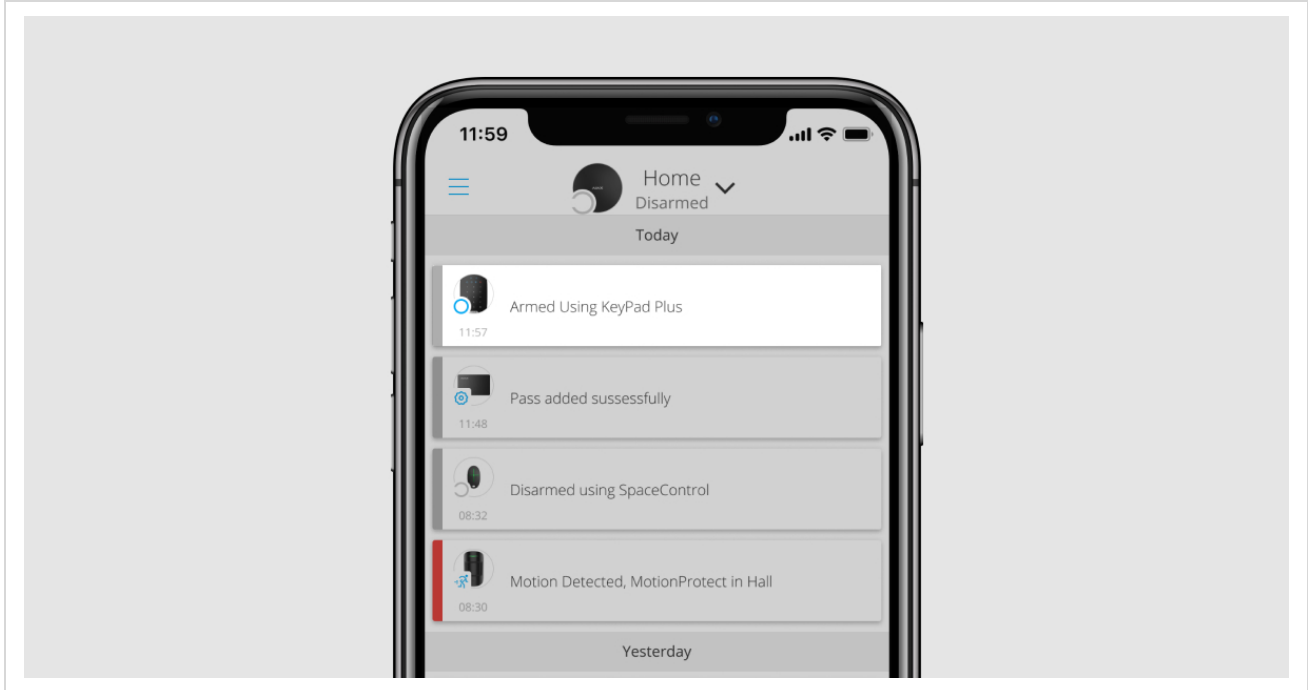 11:59
Home
Disarmed
Today
Armed Using KeyPad Plus
11:57
Pass added sussessfully
11:48
Disarmed using SpaceControl
08:32
Motion Detected, MotionProtect in Hall
08:30
Yesterday